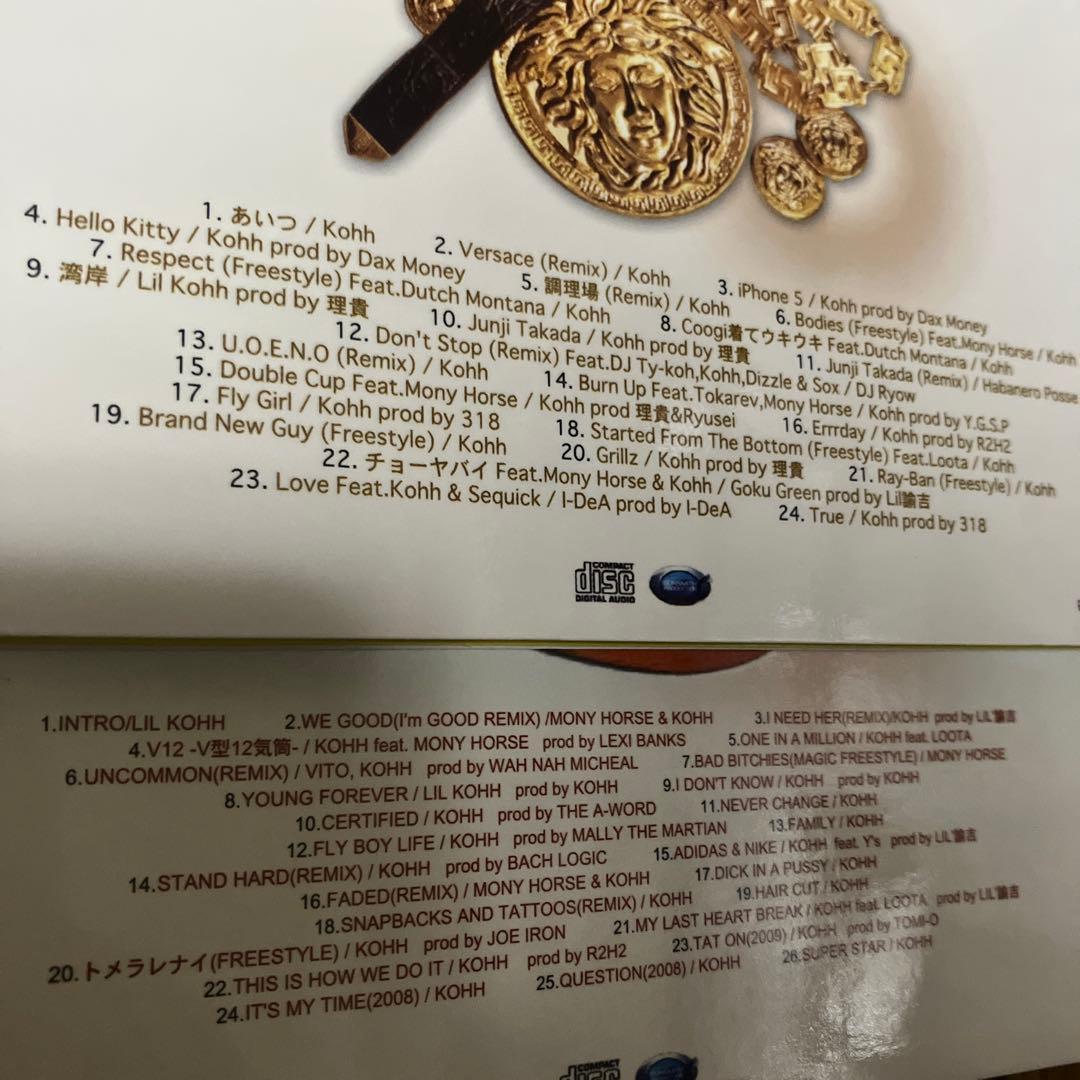 1. あいつ / Kohh 2. Versace (Remix) / Kohh 3. iPhone 5 / Kohh prod by Dax Money
4. Hello Kitty / Kohh prod by Dax Money 5. 調理場 (Remix) / Kohh 6. Bodies (Freestyle) Feat.Mony Horse / Kohh
7. Respect (Freestyle) Feat.Dutch Montana / Kohh 8. Coogi着てウキウキ Feat.Dutch Montana / Kohh
9. 湾岸 / Lil Kohh prod by 理貴 10. Junji Takada / Kohh prod by 理貴 11. Junji Takada (Remix) / Habanero Posse
12. Don't Stop (Remix) Feat.DJ Ty-koh,Kohh,Dizzle & Sox / DJ Ryow
13. U.O.E.N.O (Remix) / Kohh 14. Burn Up Feat.Tokarev,Mony Horse / Kohh prod by Y.G.S.P
15. Double Cup Feat.Mony Horse / Kohh prod 理貴&Ryusei 16. Errrday / Kohh prod by R2H2
17. Fly Girl / Kohh prod by 318 18. Started From The Bottom (Freestyle) Feat.Loota / Kohh
19. Brand New Guy (Freestyle) / Kohh 20. Grillz / Kohh prod by 理貴 21. Ray-Ban (Freestyle) / Kohh
22. チョーヤバイ Feat.Mony Horse & Kohh / Goku Green prod by Lil諭吉
23. Love Feat.Kohh & Sequick / I-DeA prod by I-DeA 24. True / Kohh prod by 318
COMPACT
disc
DIGITAL AUDIO
1.INTRO/LIL KOHH 2.WE GOOD(I'm GOOD REMIX) /MONY HORSE & KOHH 3.I NEED HER(REMIX)/KOHH prod by LIL'諭吉
4.V12 -V型12気筒- / KOHH feat. MONY HORSE prod by LEXI BANKS 5.ONE IN A MILLION / KOHH feat. LOOTA
6.UNCOMMON(REMIX) / VITO, KOHH prod by WAH NAH MICHEAL 7.BAD BITCHIES(MAGIC FREESTYLE) / MONY HORSE
8.YOUNG FOREVER / LIL KOHH prod by KOHH 9.I DON'T KNOW / KOHH prod by KOHH
10.CERTIFIED / KOHH prod by THE A-WORD 11.NEVER CHANGE / KOHH
12.FLY BOY LIFE / KOHH prod by MALLY THE MARTIAN 13.FAMILY / KOHH
14.STAND HARD(REMIX) / KOHH prod by BACH LOGIC 15.ADIDAS & NIKE / KOHH feat. Y's prod by LIL'諭吉
16.FADED(REMIX) / MONY HORSE & KOHH 17.DICK IN A PUSSY / KOHH
18.SNAPBACKS AND TATTOOS(REMIX) / KOHH 19.HAIR CUT / KOHH
20.トメラレナイ(FREESTYLE) / KOHH prod by JOE IRON 21.MY LAST HEART BREAK / KOHH feat. LOOTA prod by LIL'諭吉
22.THIS IS HOW WE DO IT / KOHH prod by R2H2 23.TAT ON(2009) / KOHH prod by TOMI-O
24.IT'S MY TIME(2008) / KOHH 25.QUESTION(2008) / KOHH 26.SUPER STAR / KOHH
COMPACT
disc